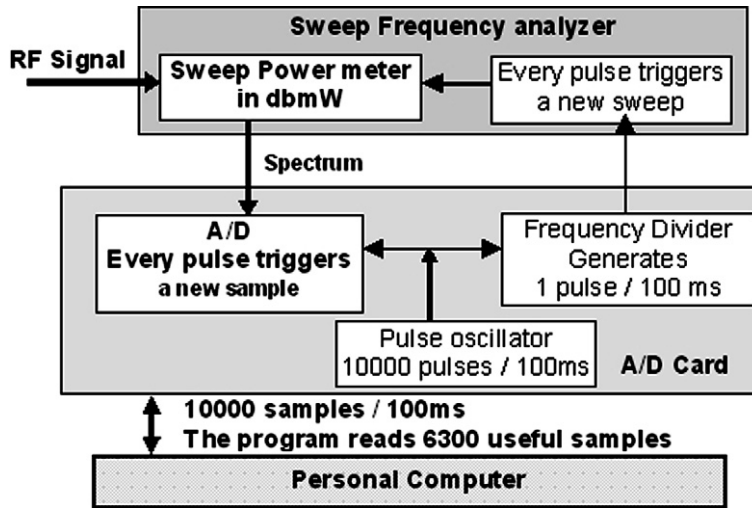 Sweep Frequency analyzer
RF Signal
Sweep Power meter
in dbmW
Every pulse triggers
a new sweep
Spectrum
A/D
Every pulse triggers
a new sample
Frequency Divider
Generates
1 pulse / 100 ms
Pulse oscillator
10000 pulses / 100ms
A/D Card
10000 samples / 100ms
The program reads 6300 useful samples
Personal Computer